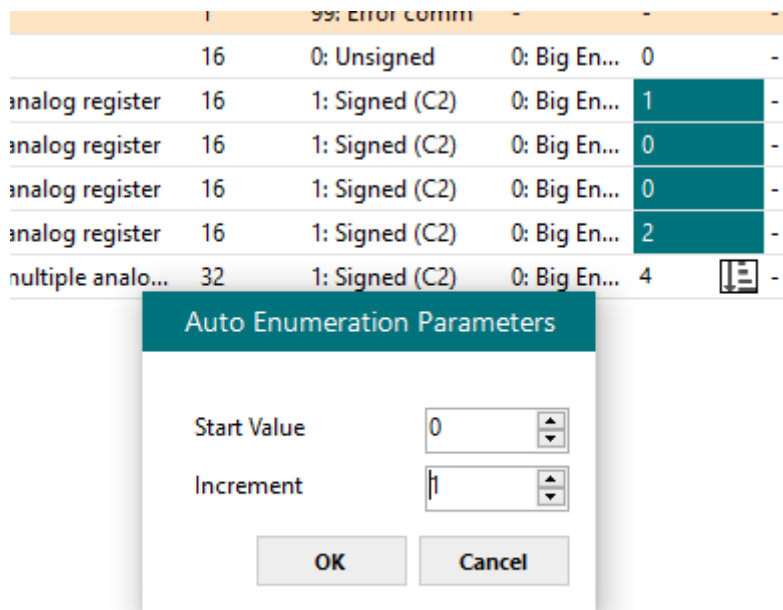 1 99: Error comm - - -
16 0: Unsigned 0: Big En... 0 -
analog register 16 1: Signed (C2) 0: Big En... 1 -
analog register 16 1: Signed (C2) 0: Big En... 0 -
analog register 16 1: Signed (C2) 0: Big En... 0 -
analog register 16 1: Signed (C2) 0: Big En... 2 -
multiple analo... 32 1: Signed (C2) 0: Big En... 4 -
Auto Enumeration Parameters
Start Value 0
Increment 1
OK Cancel